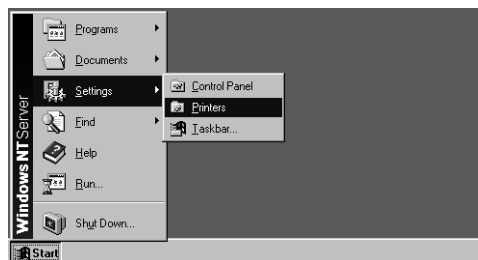 Programs
Documents
Settings
Find
Help
Run...
Shut Down...
Control Panel
Printers
Taskbar...
Windows NT Server
Start